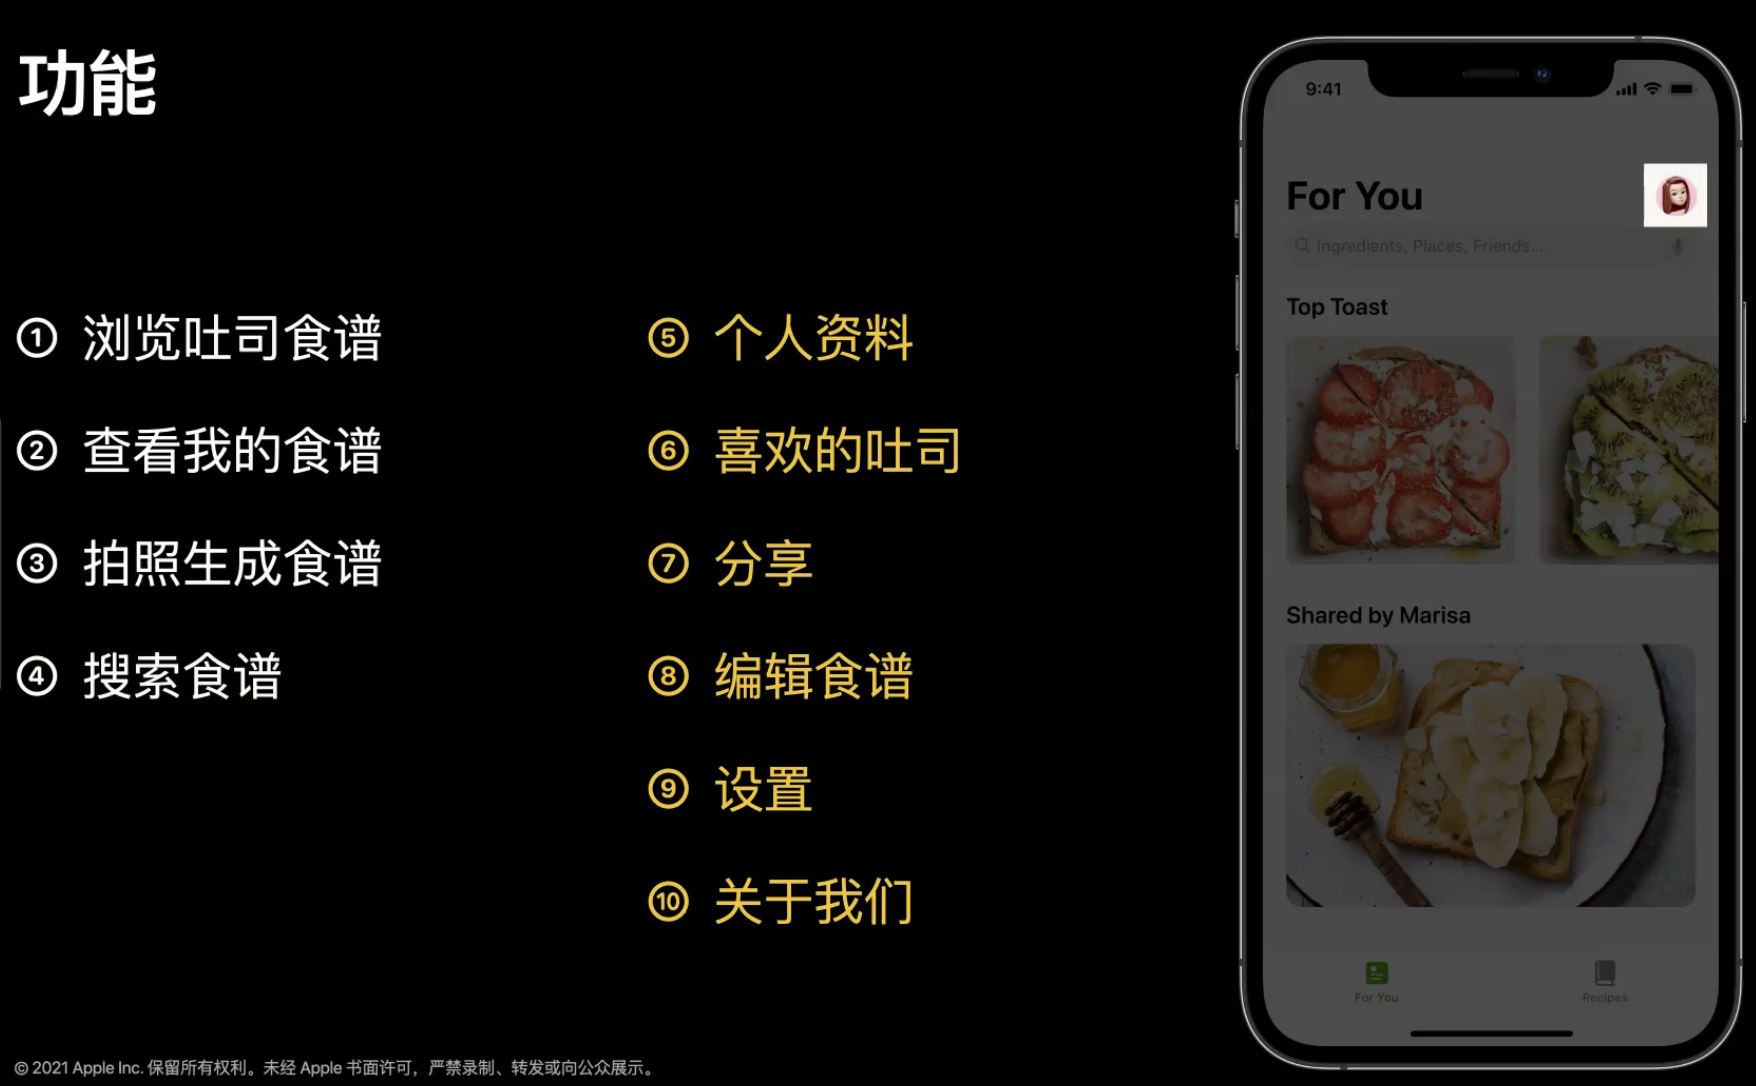 功能
① 浏览吐司食谱
② 查看我的食谱
③ 拍照生成食谱
④ 搜索食谱
⑤ 个人资料
⑥ 喜欢的吐司
⑦ 分享
⑧ 编辑食谱
⑨ 设置
⑩ 关于我们
9:41
For You
Ingredients, Places, Friends...
Top Toast
Shared by Marisa
For You
Recipes
© 2021 Apple Inc. 保留所有权利。未经 Apple 书面许可，严禁录制、转发或向公众展示。